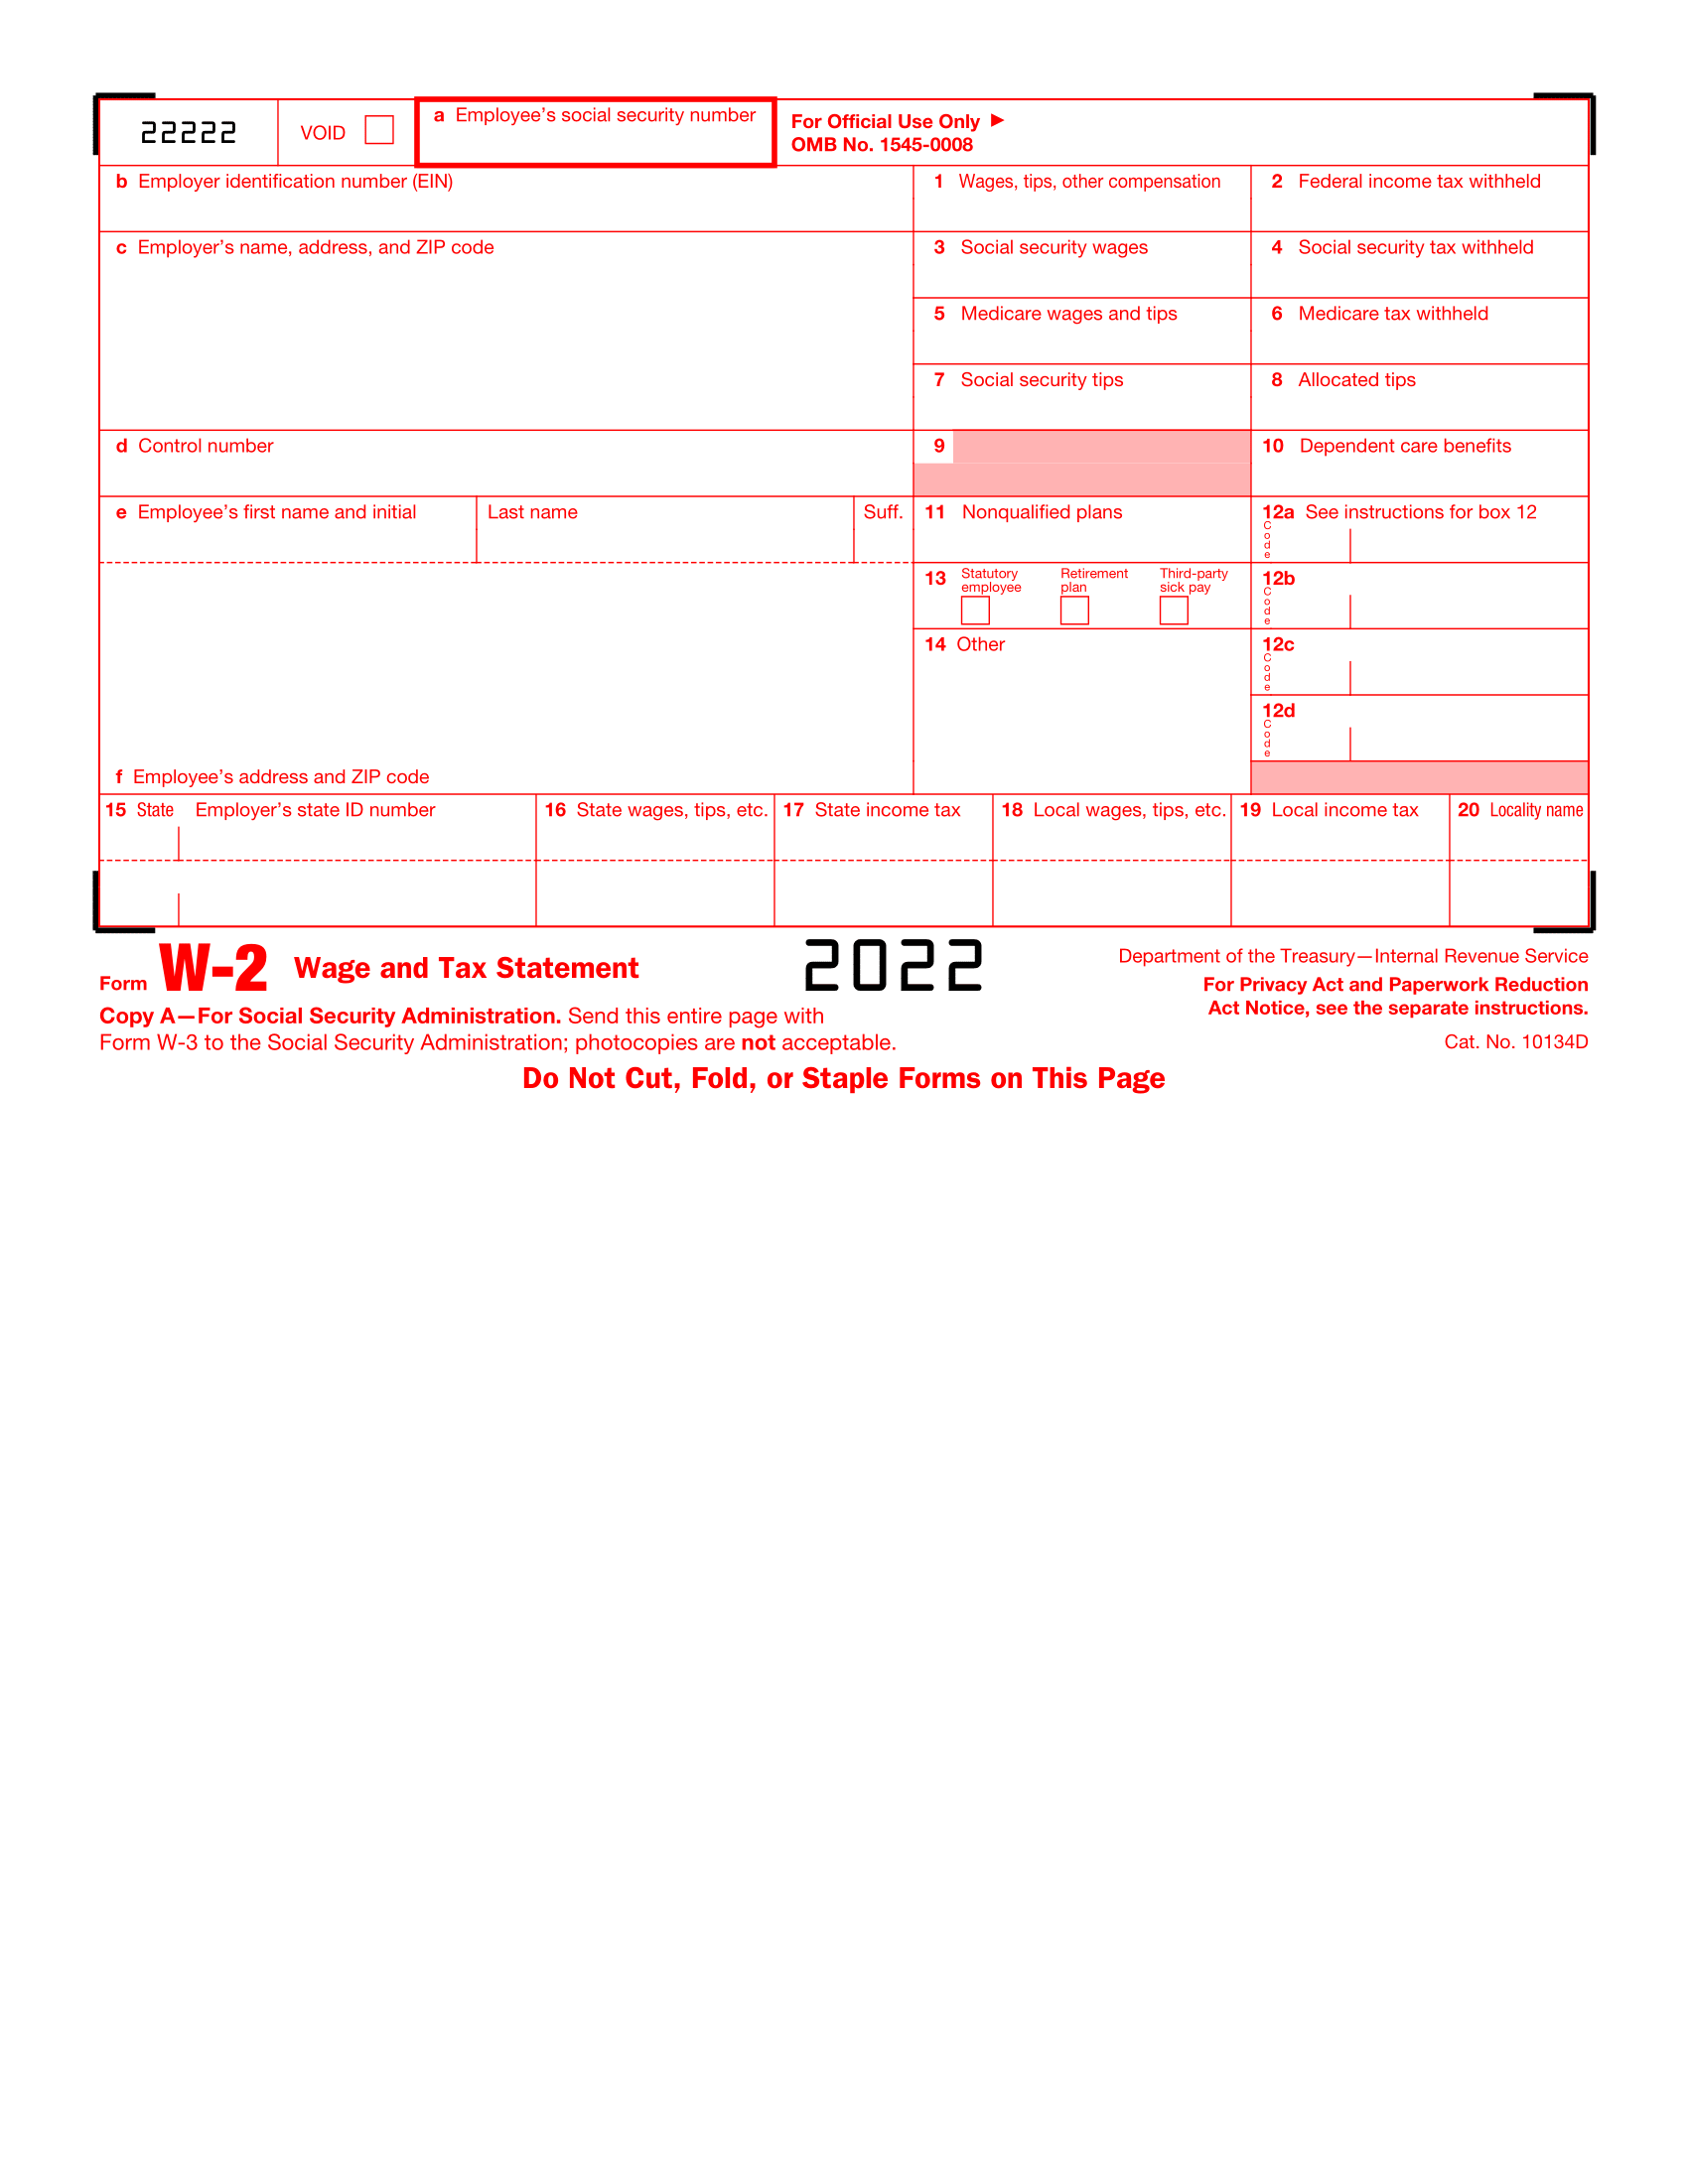 22222
VOID
a Employee's social security number
For Official Use Only ►
OMB No. 1545-0008
b Employer identification number (EIN)
1 Wages, tips, other compensation
2 Federal income tax withheld
c Employer's name, address, and ZIP code
3 Social security wages
4 Social security tax withheld
5 Medicare wages and tips
6 Medicare tax withheld
7 Social security tips
8 Allocated tips
d Control number
9
10 Dependent care benefits
e Employee's first name and initial
Last name
Suff.
11 Nonqualified plans
12a See instructions for box 12
Code
13 Statutory employee
Retirement plan
Third-party sick pay
12b
Code
14 Other
12c
Code
12d
Code
f Employee's address and ZIP code
15 State
Employer's state ID number
16 State wages, tips, etc.
17 State income tax
18 Local wages, tips, etc.
19 Local income tax
20 Locality name
Form W-2 Wage and Tax Statement
2022
Department of the Treasury—Internal Revenue Service
For Privacy Act and Paperwork Reduction
Act Notice, see the separate instructions.
Copy A—For Social Security Administration. Send this entire page with
Form W-3 to the Social Security Administration; photocopies are not acceptable.
Cat. No. 10134D
Do Not Cut, Fold, or Staple Forms on This Page